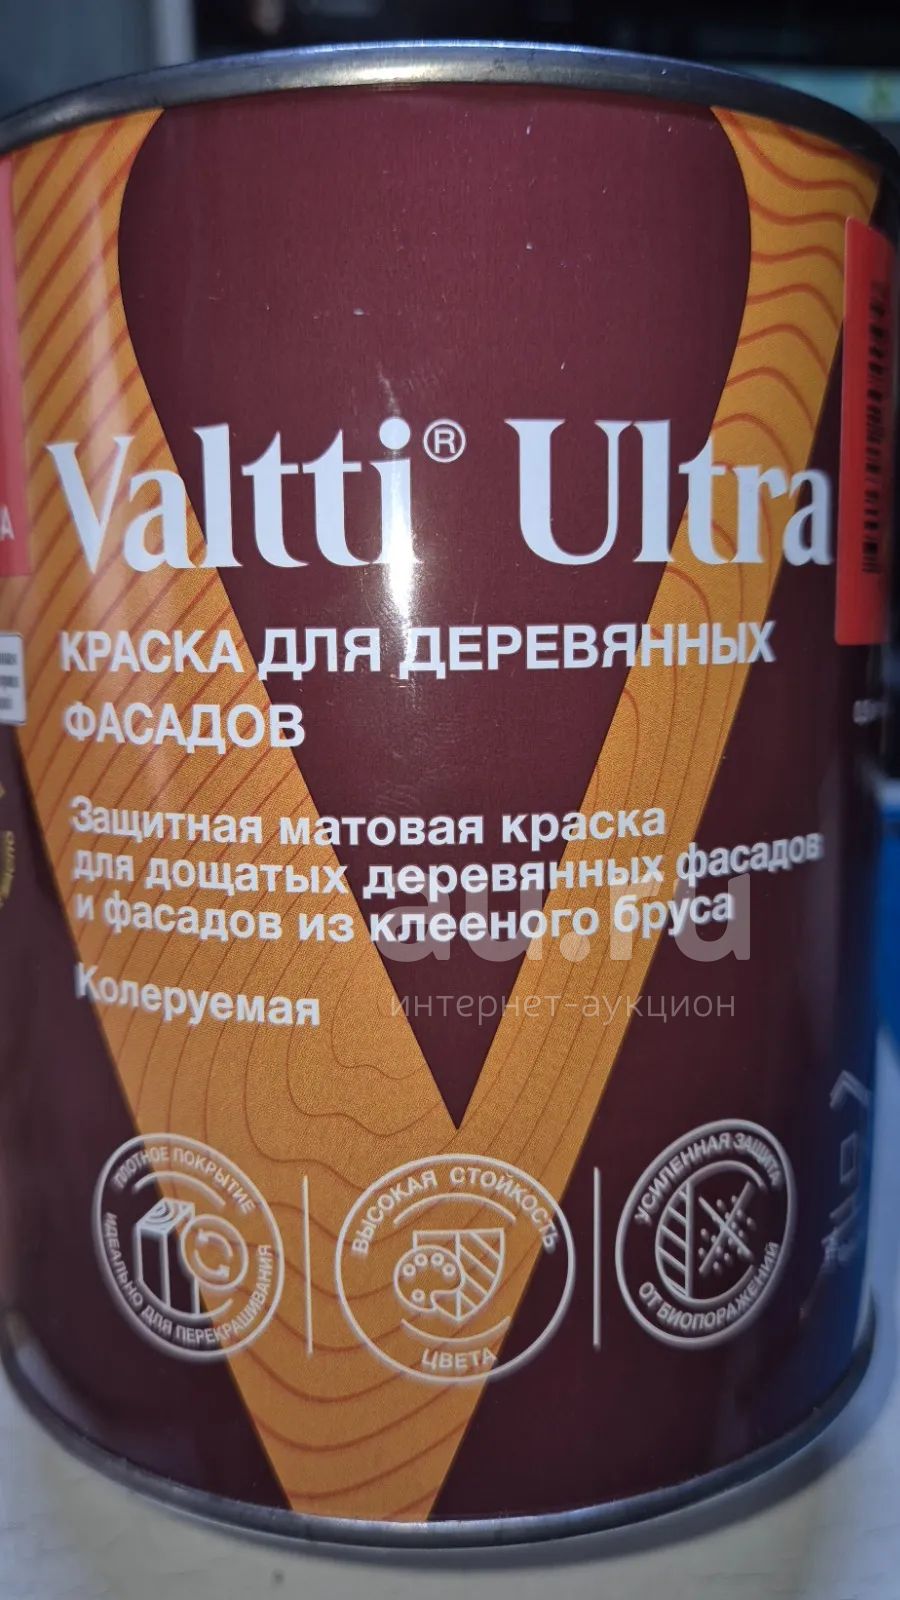 Valtti® Ultra
КРАСКА ДЛЯ ДЕРЕВЯННЫХ
ФАСАДОВ
Защитная матовая краска
для дощатых деревянных фасадов
и фасадов из клееного бруса
Колеруемая
au.ru
интернет-аукцион
ПЛОТНОЕ ПОКРЫТИЕ
ИДЕАЛЬНО ДЛЯ ПЕРЕКРАШИВАНИЯ
ВЫСОКАЯ СТОЙКОСТЬ
ЦВЕТА
УСИЛЕННАЯ ЗАЩИТА
ОТ БИОПОРАЖЕНИЙ